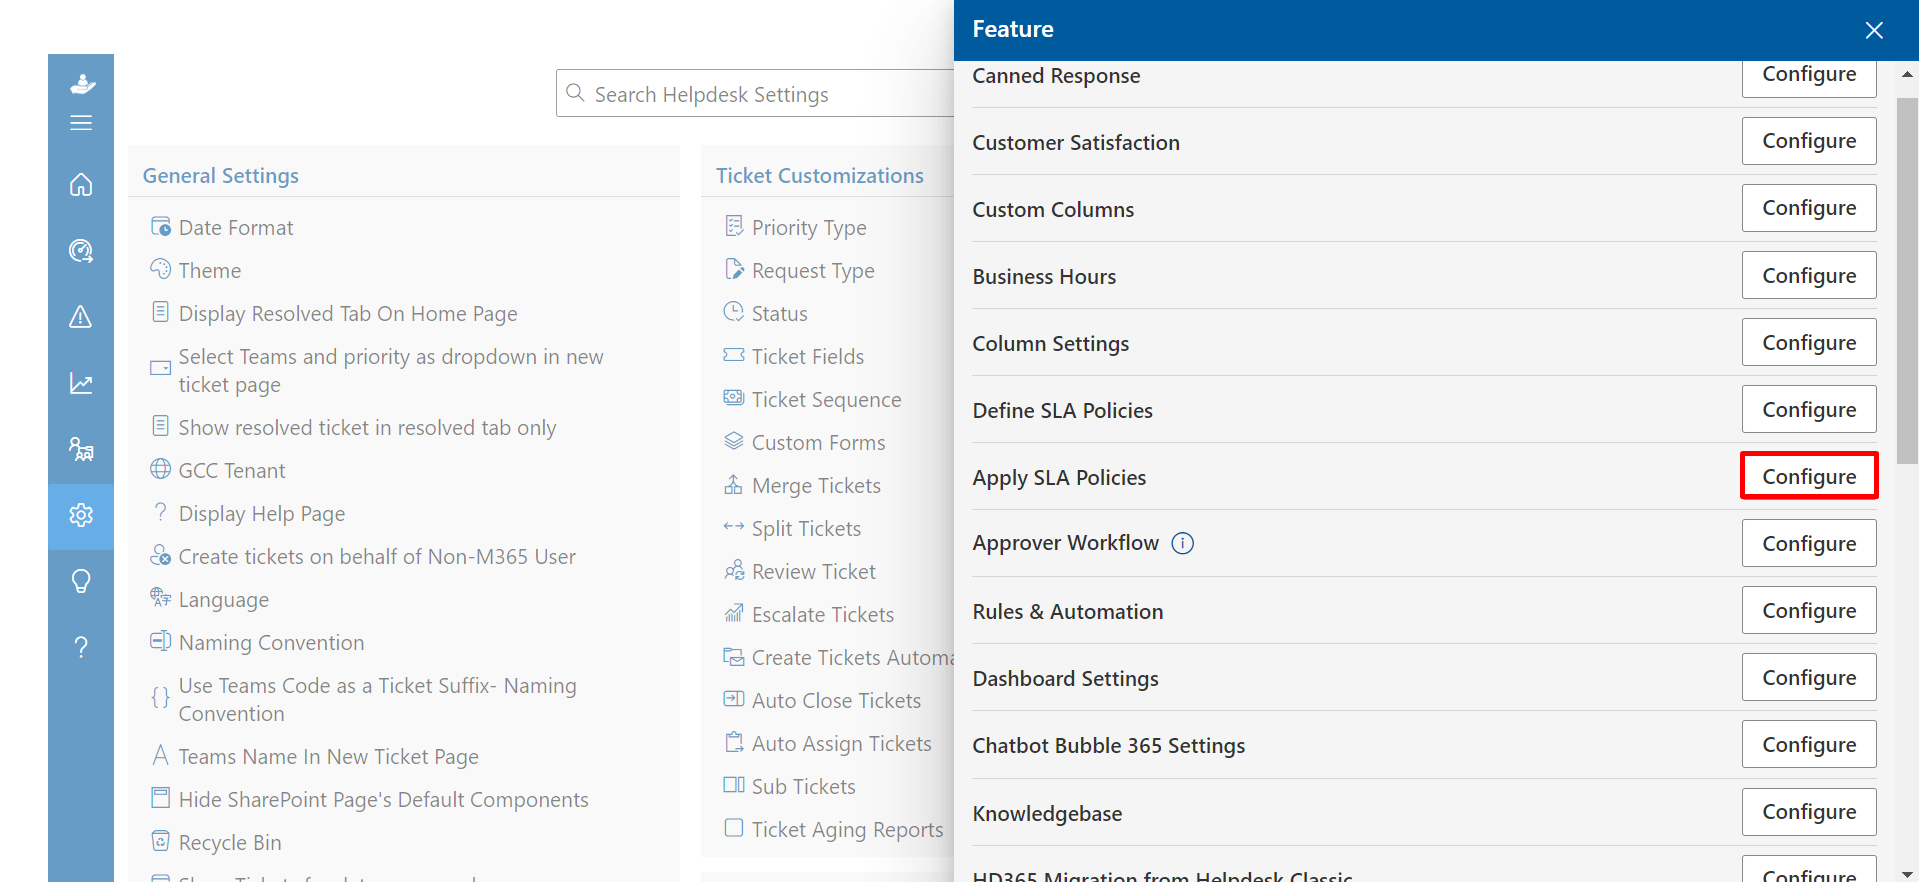 Search Helpdesk Settings
General Settings
Date Format
Theme
Display Resolved Tab On Home Page
Select Teams and priority as dropdown in new
ticket page
Show resolved ticket in resolved tab only
GCC Tenant
Display Help Page
Create tickets on behalf of Non-M365 User
Language
Naming Convention
Use Teams Code as a Ticket Suffix- Naming
Convention
Teams Name In New Ticket Page
Hide SharePoint Page's Default Components
Recycle Bin
Ticket Customizations
Priority Type
Request Type
Status
Ticket Fields
Ticket Sequence
Custom Forms
Merge Tickets
Split Tickets
Review Ticket
Escalate Tickets
Create Tickets Automa
Auto Close Tickets
Auto Assign Tickets
Sub Tickets
Ticket Aging Reports
Feature
Canned Response Configure
Customer Satisfaction Configure
Custom Columns Configure
Business Hours Configure
Column Settings Configure
Define SLA Policies Configure
Apply SLA Policies Configure
Approver Workflow Configure
Rules & Automation Configure
Dashboard Settings Configure
Chatbot Bubble 365 Settings Configure
Knowledgebase Configure
HD365 Migration from Helpdesk Classic Configure